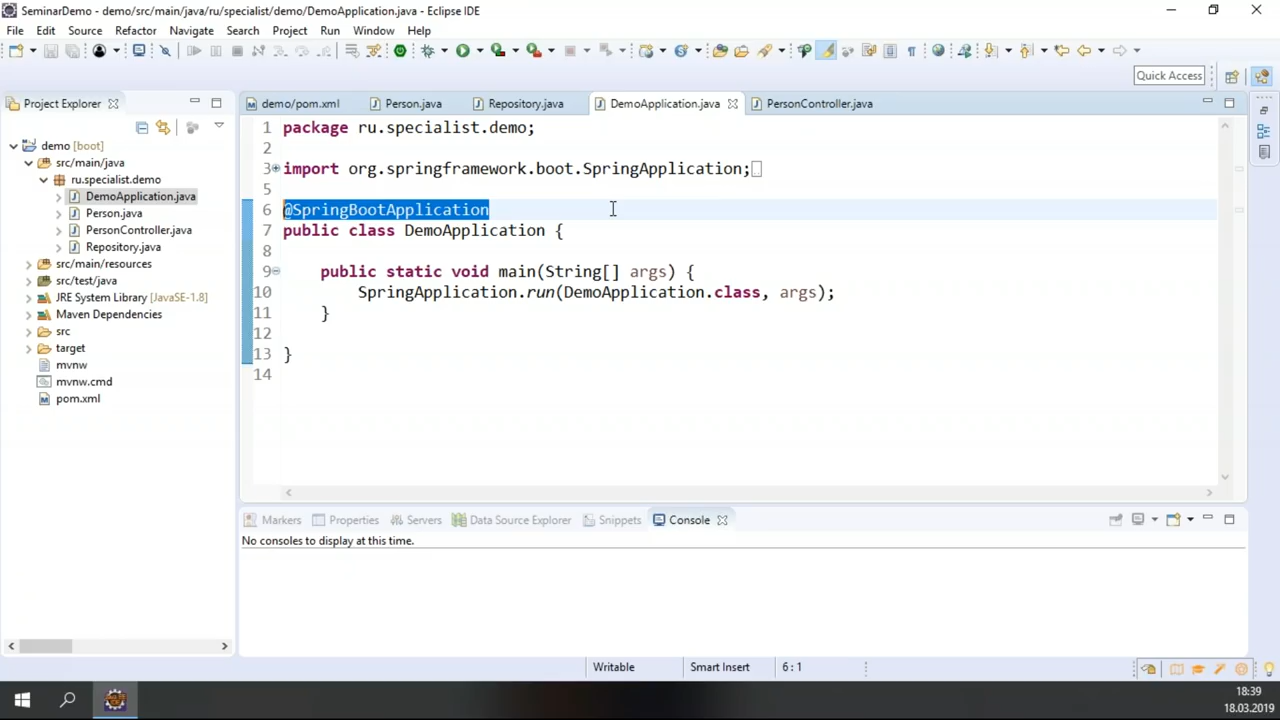 SeminarDemo - demo/src/main/java/ru/specialist/demo/DemoApplication.java - Eclipse IDE
File Edit Source Refactor Navigate Search Project Run Window Help
Quick Access
Project Explorer
demo/pom.xml Person.java Repository.java DemoApplication.java PersonController.java
demo [boot]
src/main/java
ru.specialist.demo
DemoApplication.java
Person.java
PersonController.java
Repository.java
src/main/resources
src/test/java
JRE System Library [JavaSE-1.8]
Maven Dependencies
src
target
mvnw
mvnw.cmd
pom.xml
1 package ru.specialist.demo;
2
3 import org.springframework.boot.SpringApplication;
5
6 @SpringBootApplication
7 public class DemoApplication {
8
9 public static void main(String[] args) {
10 SpringApplication.run(DemoApplication.class, args);
11 }
12
13 }
14
Markers Properties Servers Data Source Explorer Snippets Console
No consoles to display at this time.
Writable Smart Insert 6 : 1
18:39
18.03.2019